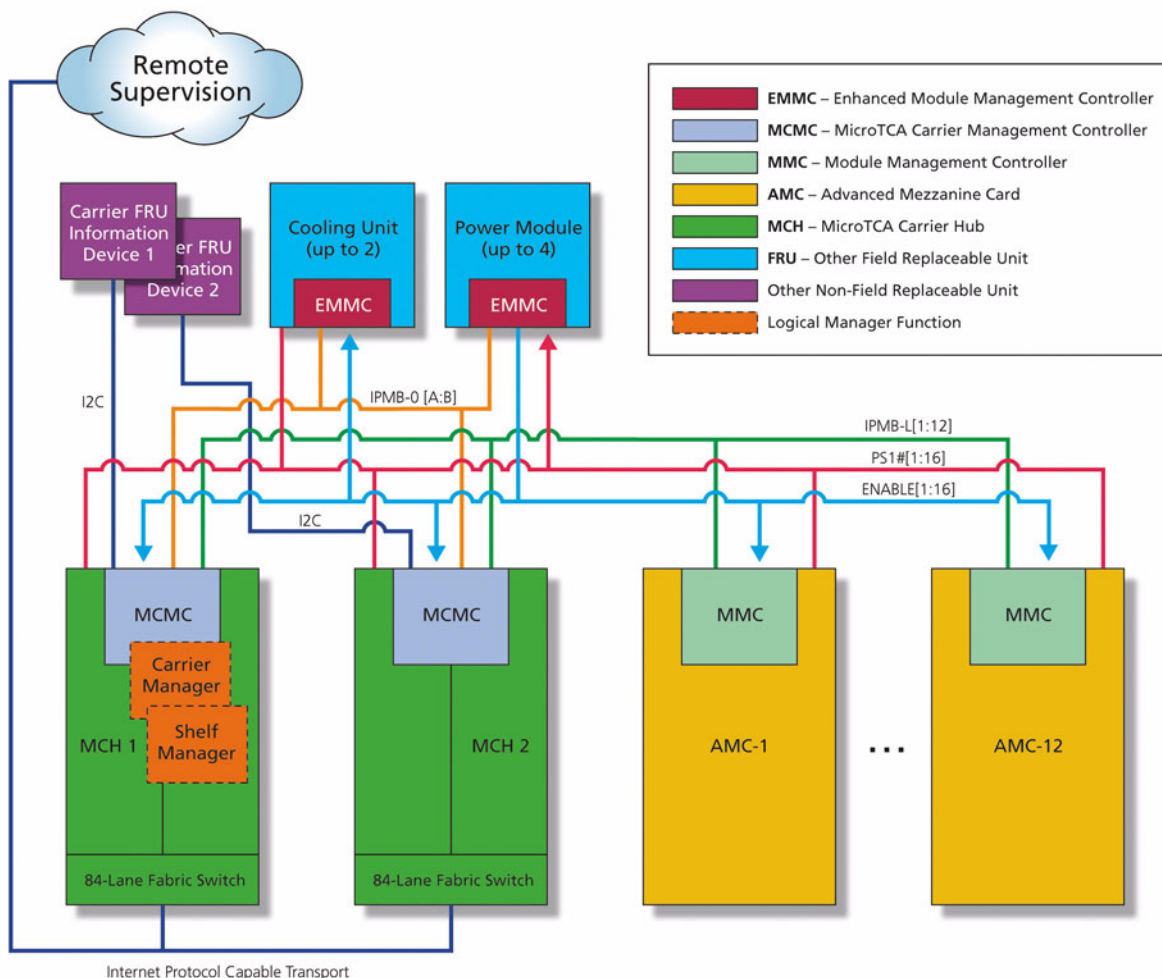 Remote
Supervision
EMMC – Enhanced Module Management Controller
MCMC – MicroTCA Carrier Management Controller
MMC – Module Management Controller
AMC – Advanced Mezzanine Card
MCH – MicroTCA Carrier Hub
FRU – Other Field Replaceable Unit
Other Non-Field Replaceable Unit
Logical Manager Function
Carrier FRU
Information
Device 1
er FRU
mation
Device 2
Cooling Unit
(up to 2)
EMMC
Power Module
(up to 4)
EMMC
I2C
IPMB-0 [A:B]
IPMB-L[1:12]
PS1#[1:16]
ENABLE[1:16]
I2C
MCMC
Carrier
Manager
Shelf
Manager
MCH 1
84-Lane Fabric Switch
MCMC
MCH 2
84-Lane Fabric Switch
MMC
AMC-1
...
MMC
AMC-12
Internet Protocol Capable Transport